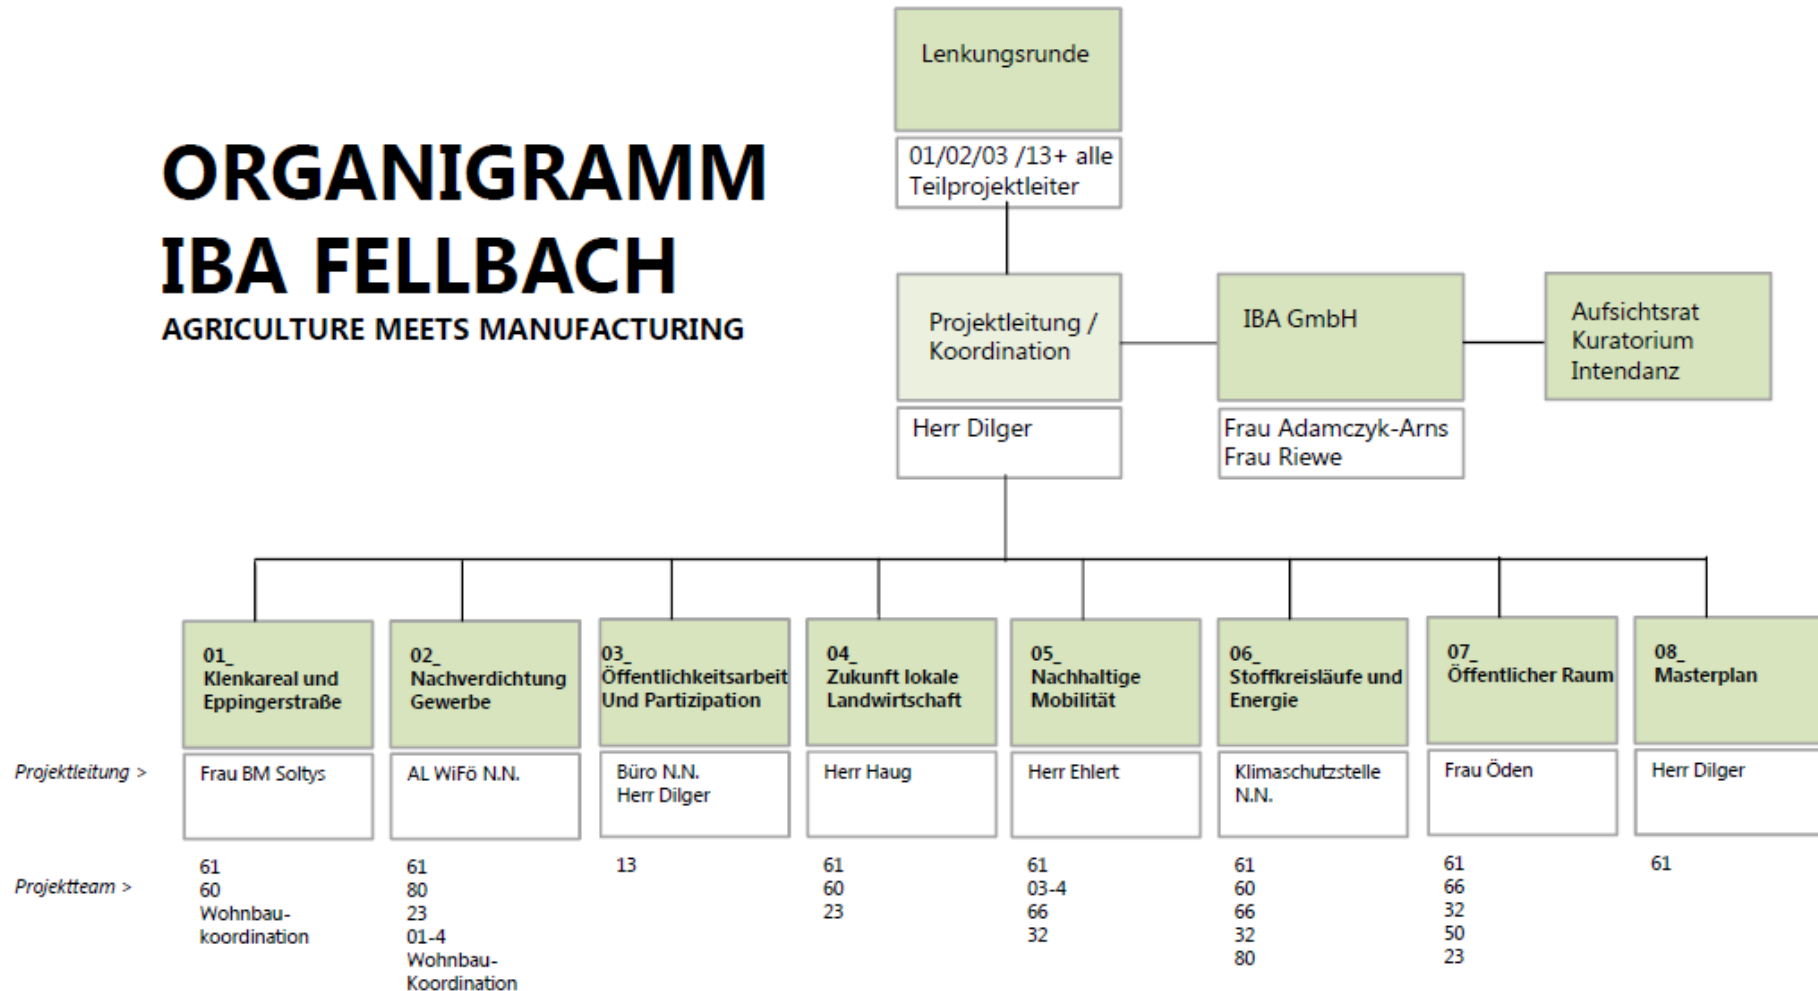 ORGANIGRAMM
IBA FELLBACH
AGRICULTURE MEETS MANUFACTURING
Lenkungsrunde
01/02/03 /13+ alle
Teilprojektleiter
Projektleitung /
Koordination
Herr Dilger
IBA GmbH
Frau Adamczyk-Arns
Frau Riewe
Aufsichtsrat
Kuratorium
Intendanz
01_
Klenkareal und
Eppingerstraße
02_
Nachverdichtung
Gewerbe
03_
Öffentlichkeitsarbeit
Und Partizipation
04_
Zukunft lokale
Landwirtschaft
05_
Nachhaltige
Mobilität
06_
Stoffkreisläufe und
Energie
07_
Öffentlicher Raum
08_
Masterplan
Projektleitung >
Frau BM Soltys
AL WiFö N.N.
Büro N.N.
Herr Dilger
Herr Haug
Herr Ehlert
Klimaschutzstelle
N.N.
Frau Öden
Herr Dilger
Projektteam >
61
60
Wohnbau-
koordination
61
80
23
01-4
Wohnbau-
Koordination
13
61
60
23
61
03-4
66
32
61
60
66
32
80
61
66
32
50
23
61